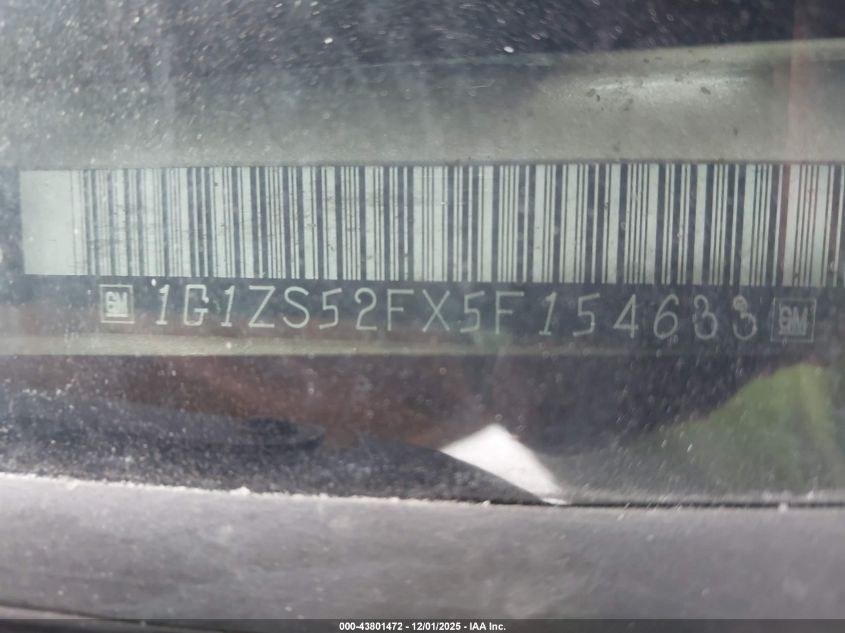 GM 1G1ZS52FX5F154633 GM
000-43801472 - 12/01/2025 - IAA Inc.